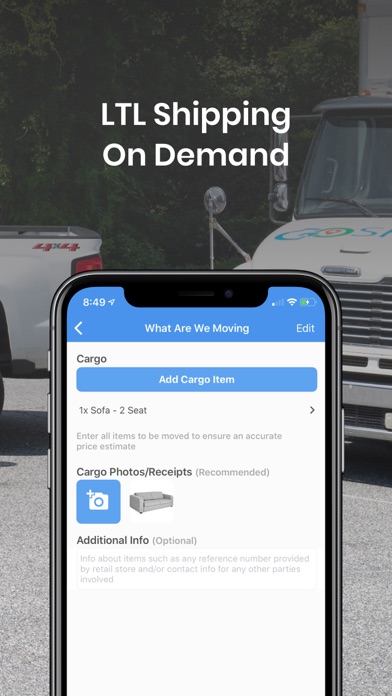 LTL Shipping
On Demand
8:49
What Are We Moving
Edit
Cargo
Add Cargo Item
1x Sofa - 2 Seat
Enter all items to be moved to ensure an accurate
price estimate
Cargo Photos/Receipts (Recommended)
Additional Info (Optional)
Info about items such as any reference number provided
by retail store and/or contact info for any other parties
involved